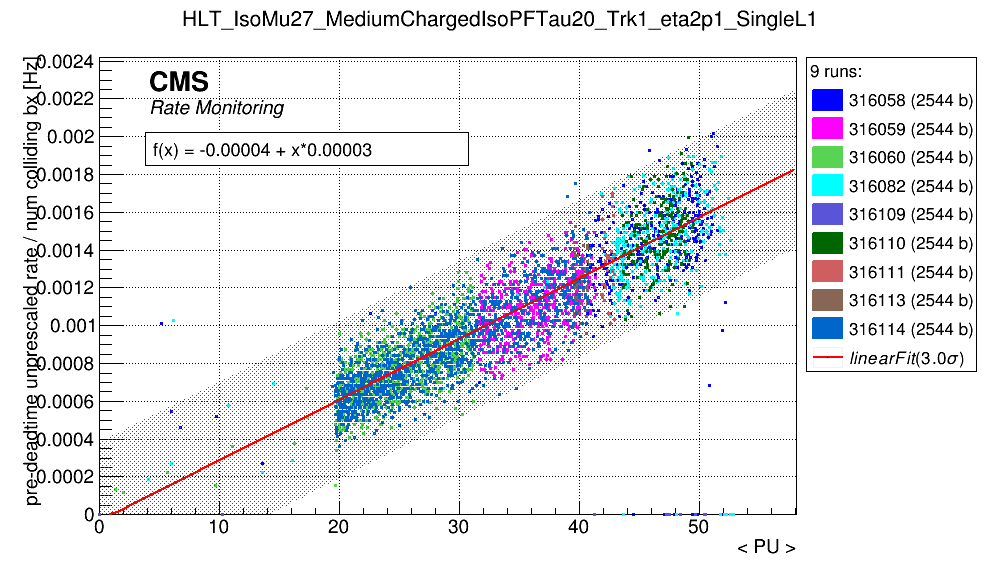 HLT_IsoMu27_MediumChargedIsoPFTau20_Trk1_eta2p1_SingleL1
CMS
Rate Monitoring
f(x) = -0.00004 + x*0.00003
pre-deadtime unprescaled rate / num colliding bx [Hz]
0.0024
0.0022
0.002
0.0018
0.0016
0.0014
0.0012
0.001
0.0008
0.0006
0.0004
0.0002
0
0 10 20 30 40 50
< PU >
9 runs:
316058 (2544 b)
316059 (2544 b)
316060 (2544 b)
316082 (2544 b)
316109 (2544 b)
316110 (2544 b)
316111 (2544 b)
316113 (2544 b)
316114 (2544 b)
linearFit(3.0σ)